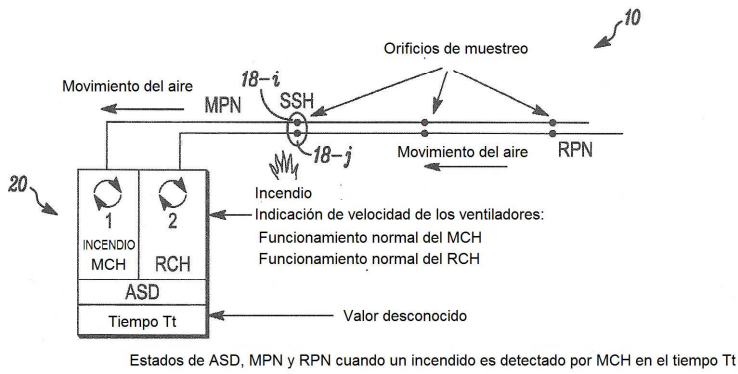 10
Orificios de muestreo
18-i
Movimiento del aire
MPN
SSH
18-j
Movimiento del aire
RPN
20
Incendio
1
2
Indicación de velocidad de los ventiladores:
INCENDIO
MCH
RCH
Funcionamiento normal del MCH
Funcionamiento normal del RCH
ASD
Tiempo Tt
Valor desconocido
Estados de ASD, MPN y RPN cuando un incendido es detectado por MCH en el tiempo Tt